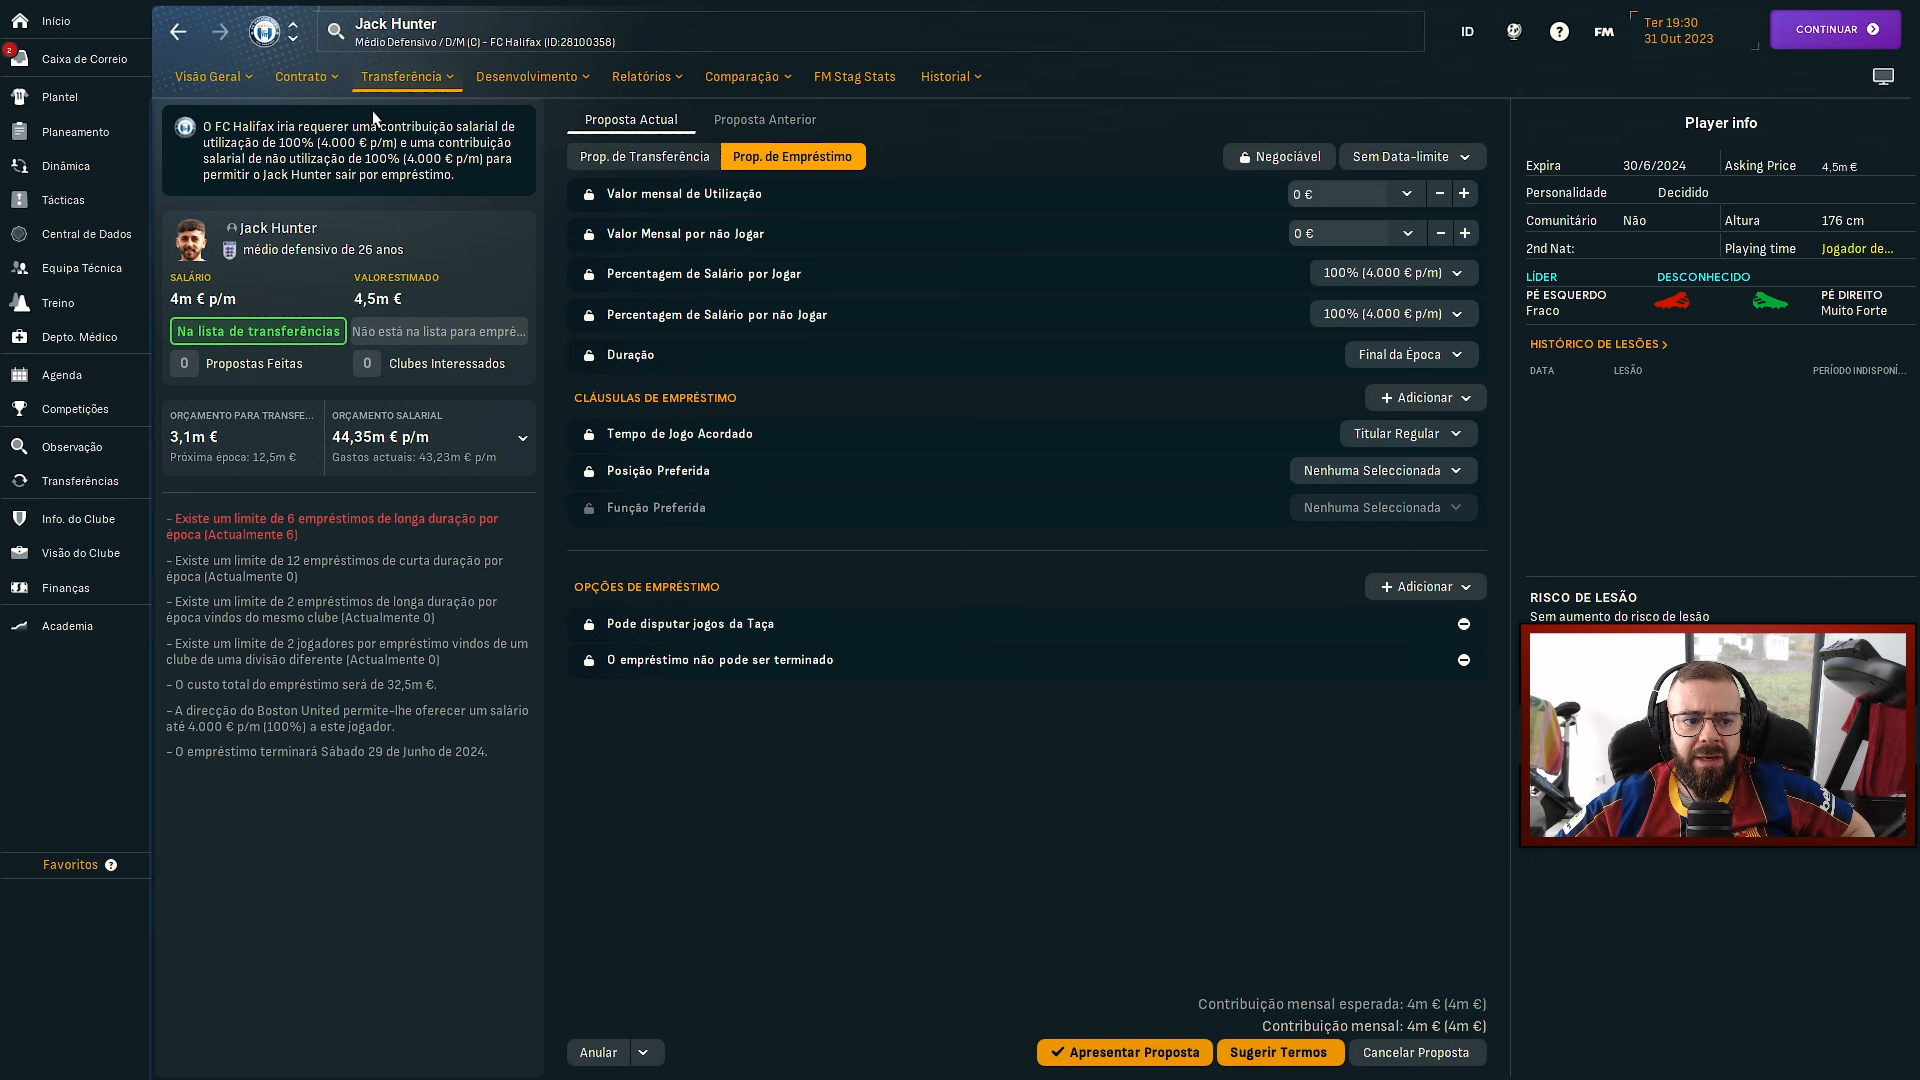 Início
Caixa de Correio
2
Plantel
Planeamento
Dinâmica
Tácticas
Central de Dados
Equipa Técnica
Treino
Depto. Médico
Agenda
Competições
Observação
Transferências
Info. do Clube
Visão do Clube
Finanças
Academia
Favoritos ?
Jack Hunter
Médio Defensivo / D/M (C) - FC Halifax (ID:28100358)
ID
?
FM
Ter 19:30
31 Out 2023
CONTINUAR
Visão Geral
Contrato
Transferência
Desenvolvimento
Relatórios
Comparação
FM Stag Stats
Historial
O FC Halifax iria requerer uma contribuição salarial de
utilização de 100% (4.000 € p/m) e uma contribuição
salarial de não utilização de 100% (4.000 € p/m) para
permitir o Jack Hunter sair por empréstimo.
Jack Hunter
médio defensivo de 26 anos
SALÁRIO
VALOR ESTIMADO
4m € p/m
4,5m €
Na lista de transferências
Não está na lista para empré...
0 Propostas Feitas
0 Clubes Interessados
ORÇAMENTO PARA TRANSFE...
ORÇAMENTO SALARIAL
3,1m €
44,35m € p/m
Próxima época: 12,5m €
Gastos actuais: 43,23m € p/m
- Existe um limite de 6 empréstimos de longa duração por
época (Actualmente 6)
- Existe um limite de 12 empréstimos de curta duração por
época (Actualmente 0)
- Existe um limite de 2 empréstimos de longa duração por
época vindos do mesmo clube (Actualmente 0)
- Existe um limite de 2 jogadores por empréstimo vindos de um
clube de uma divisão diferente (Actualmente 0)
- O custo total do empréstimo será de 32,5m €.
- A direcção do Boston United permite-lhe oferecer um salário
até 4.000 € p/m (100%) a este jogador.
- O empréstimo terminará Sábado 29 de Junho de 2024.
Proposta Actual
Proposta Anterior
Prop. de Transferência
Prop. de Empréstimo
Negociável
Sem Data-limite
Valor mensal de Utilização
0 €
Valor Mensal por não Jogar
0 €
Percentagem de Salário por Jogar
100% (4.000 € p/m)
Percentagem de Salário por não Jogar
100% (4.000 € p/m)
Duração
Final da Época
CLÁUSULAS DE EMPRÉSTIMO
+ Adicionar
Tempo de Jogo Acordado
Titular Regular
Posição Preferida
Nenhuma Seleccionada
Função Preferida
Nenhuma Seleccionada
OPÇÕES DE EMPRÉSTIMO
+ Adicionar
Pode disputar jogos da Taça
O empréstimo não pode ser terminado
Contribuição mensal esperada: 4m € (4m €)
Contribuição mensal: 4m € (4m €)
Anular
Apresentar Proposta
Sugerir Termos
Cancelar Proposta
Player info
Expira 30/6/2024
Asking Price 4,5m €
Personalidade Decidido
Comunitário Não
Altura 176 cm
2nd Nat:
Playing time Jogador de...
LÍDER
DESCONHECIDO
PÉ ESQUERDO
Fraco
PÉ DIREITO
Muito Forte
HISTÓRICO DE LESÕES >
DATA
LESÃO
PERÍODO INDISPONÍ...
RISCO DE LESÃO
Sem aumento do risco de lesão